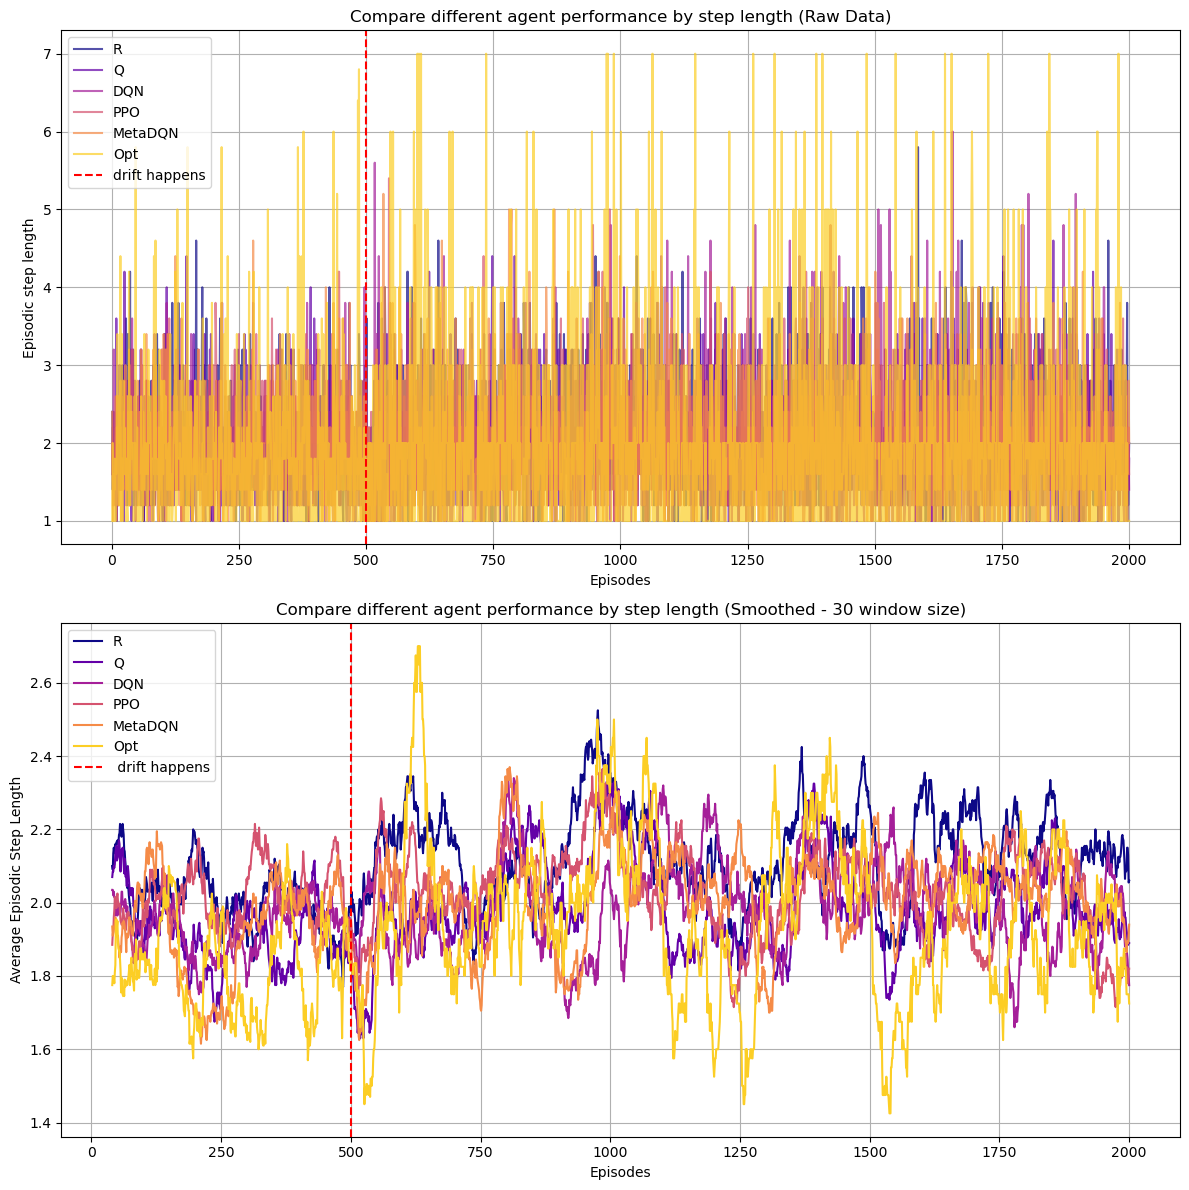 Compare different agent performance by step length (Raw Data)
R
Q
DQN
PPO
MetaDQN
Opt
drift happens
Episodic step length
7
6
5
4
3
2
1
0
250
500
750
1000
1250
1500
1750
2000
Episodes
Compare different agent performance by step length (Smoothed - 30 window size)
R
Q
DQN
PPO
MetaDQN
Opt
drift happens
Average Episodic Step Length
2.6
2.4
2.2
2.0
1.8
1.6
1.4
0
250
500
750
1000
1250
1500
1750
2000
Episodes